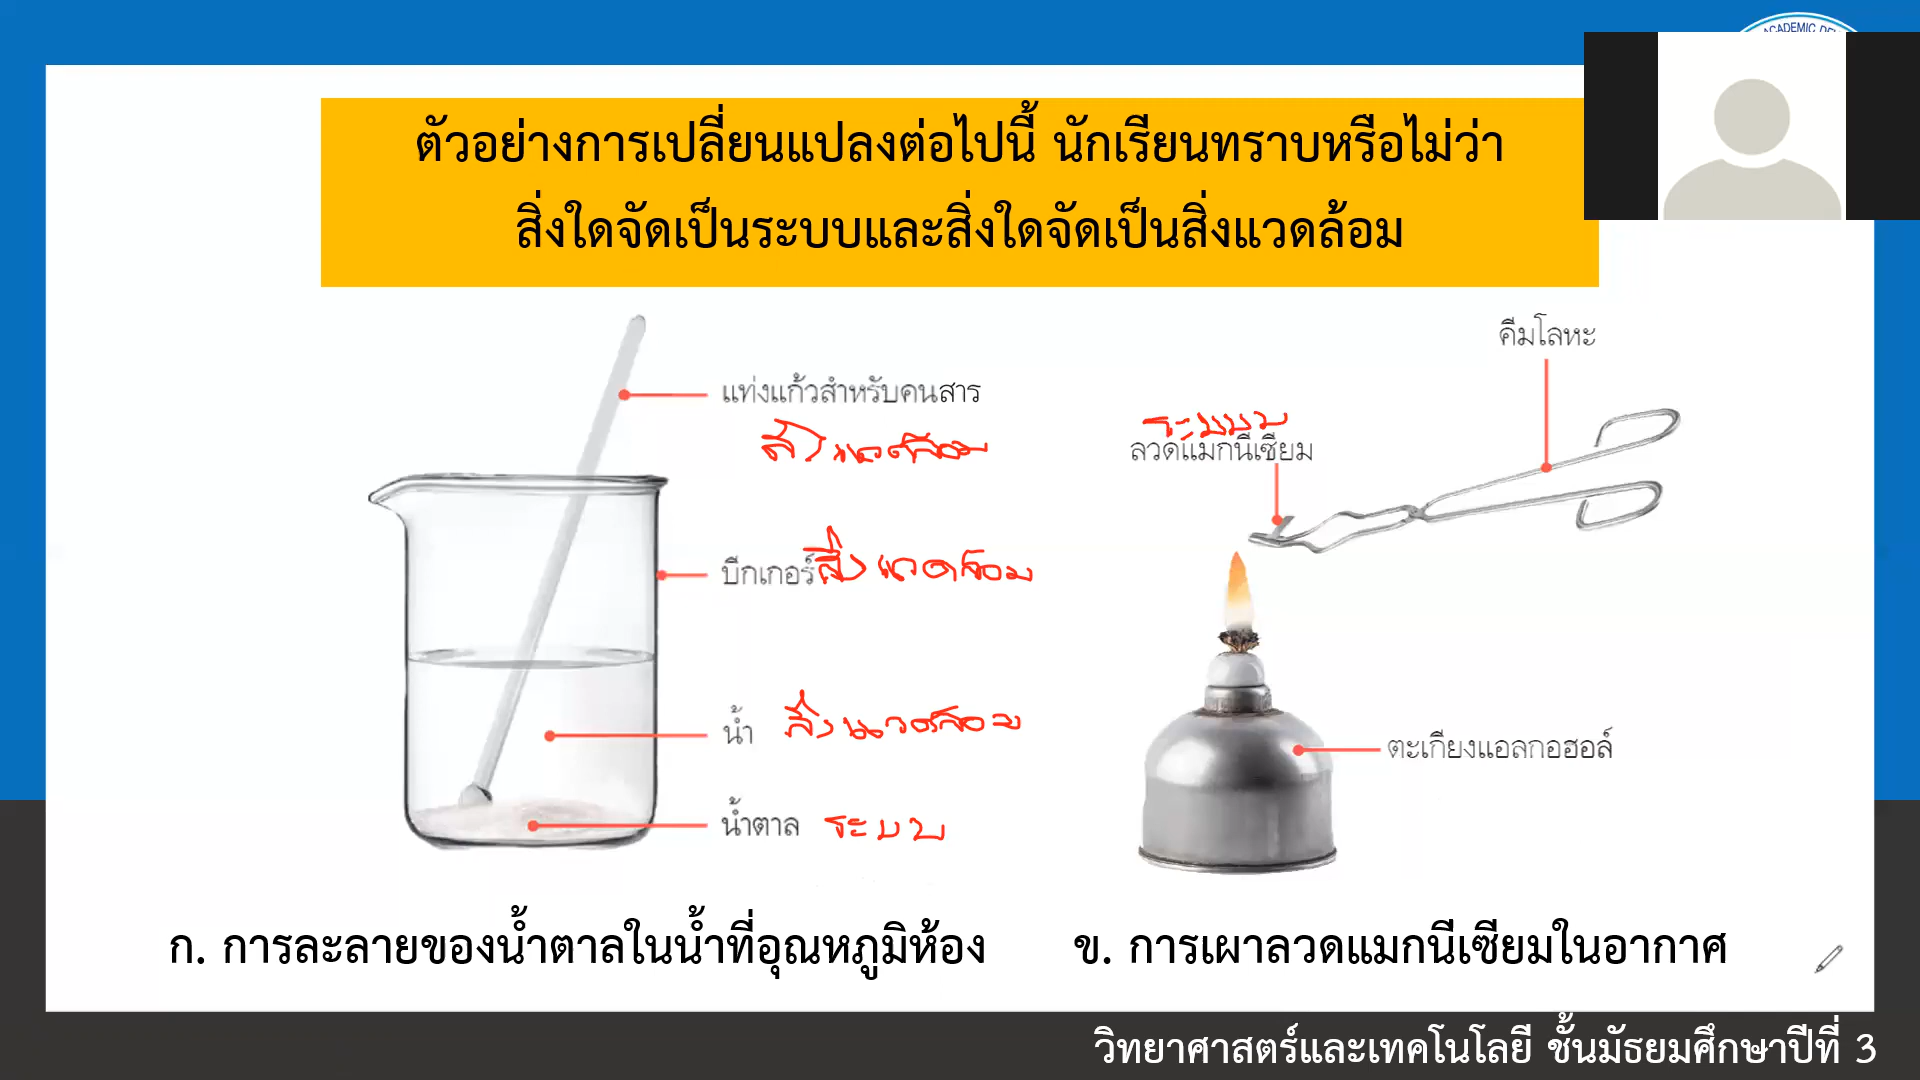 ACADEMIC DE
ตัวอย่างการเปลี่ยนแปลงต่อไปนี้ นักเรียนทราบหรือไม่ว่า
สิ่งใดจัดเป็นระบบและสิ่งใดจัดเป็นสิ่งแวดล้อม
แท่งแก้วสำหรับคนสาร
สิ่งแวดล้อม
บีกเกอร์ สิ่งแวดล้อม
น้ำ สิ่งแวดล้อม
น้ำตาล ระบบ
ก. การละลายของน้ำตาลในน้ำที่อุณหภูมิห้อง
คีมโลหะ
ระบบ
ลวดแมกนีเซียม
ตะเกียงแอลกอฮอล์
ข. การเผาลวดแมกนีเซียมในอากาศ
วิทยาศาสตร์และเทคโนโลยี ชั้นมัธยมศึกษาปีที่ 3